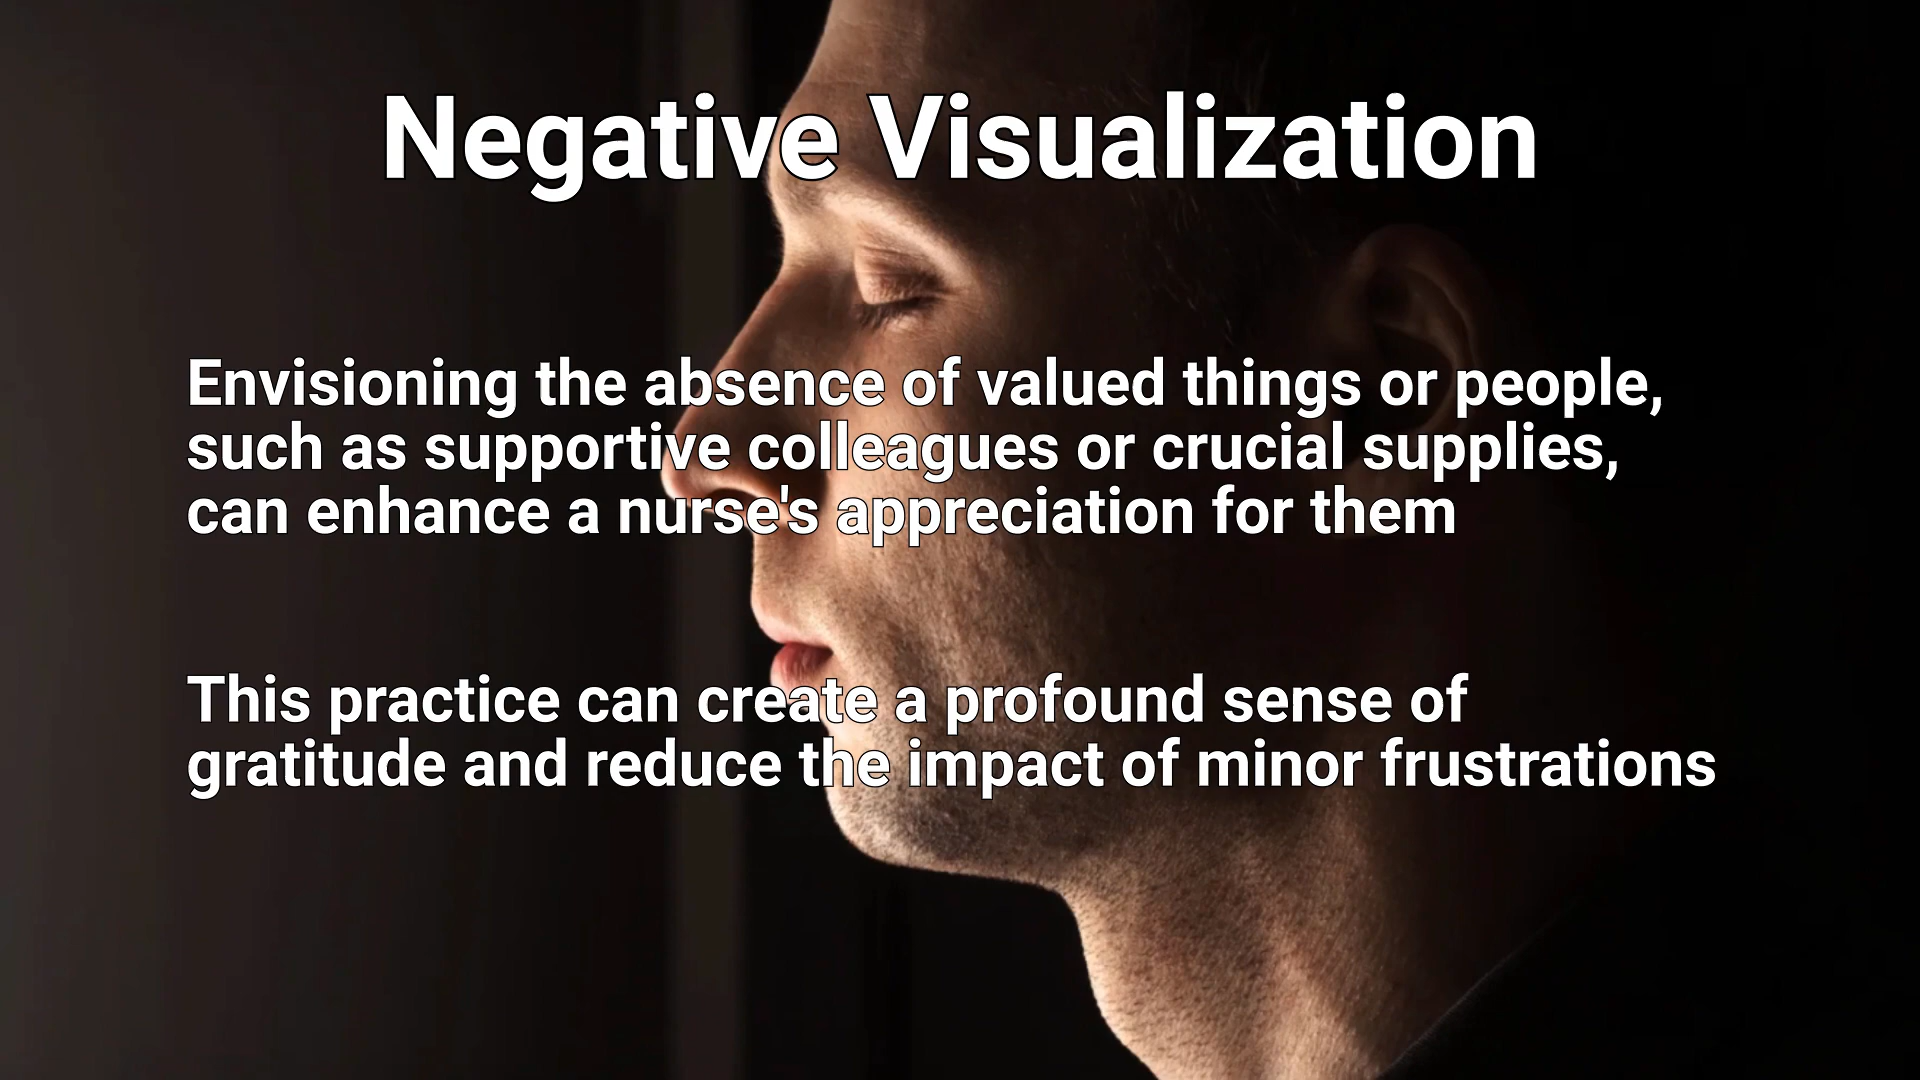 Negative Visualization
Envisioning the absence of valued things or people,
such as supportive colleagues or crucial supplies,
can enhance a nurse's appreciation for them
This practice can create a profound sense of
gratitude and reduce the impact of minor frustrations